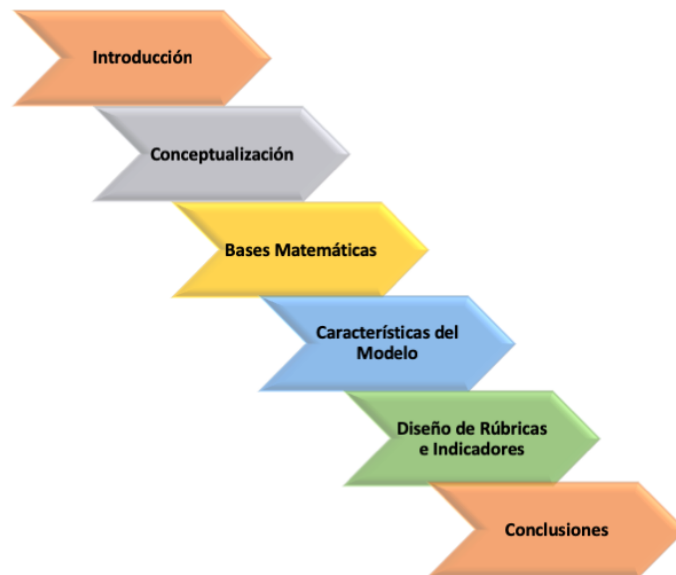 Introducción
Conceptualización
Bases Matemáticas
Características del
Modelo
Diseño de Rúbricas
e Indicadores
Conclusiones